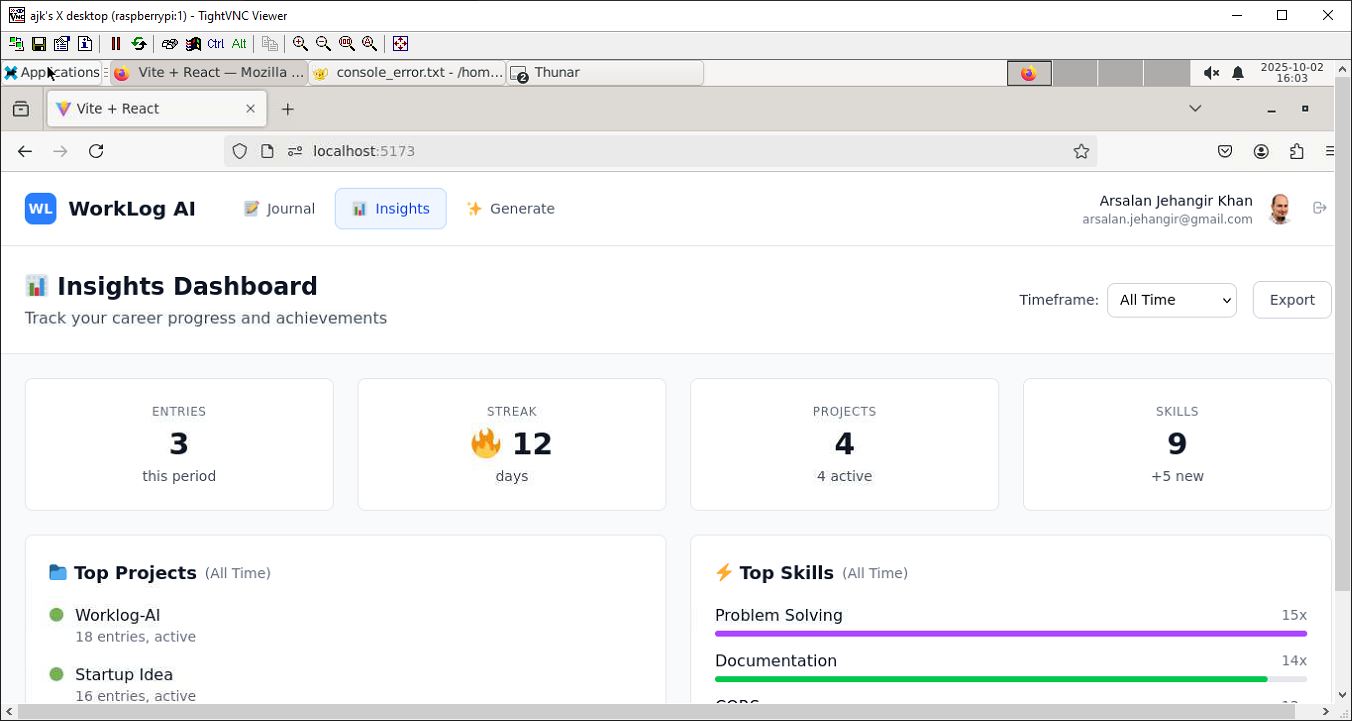 ajk's X desktop (raspberrypi:1) - TightVNC Viewer
Ctrl Alt
Applications
Vite + React — Mozilla ...
console_error.txt - /hom...
2 Thunar
2025-10-02
16:03
Vite + React
localhost:5173
WL WorkLog AI
Journal
Insights
Generate
Arsalan Jehangir Khan
arsalan.jehangir@gmail.com
Insights Dashboard
Track your career progress and achievements
Timeframe: All Time
Export
ENTRIES
3
this period
STREAK
12
days
PROJECTS
4
4 active
SKILLS
9
+5 new
Top Projects (All Time)
Worklog-AI
18 entries, active
Startup Idea
16 entries, active
Top Skills (All Time)
Problem Solving 15x
Documentation 14x